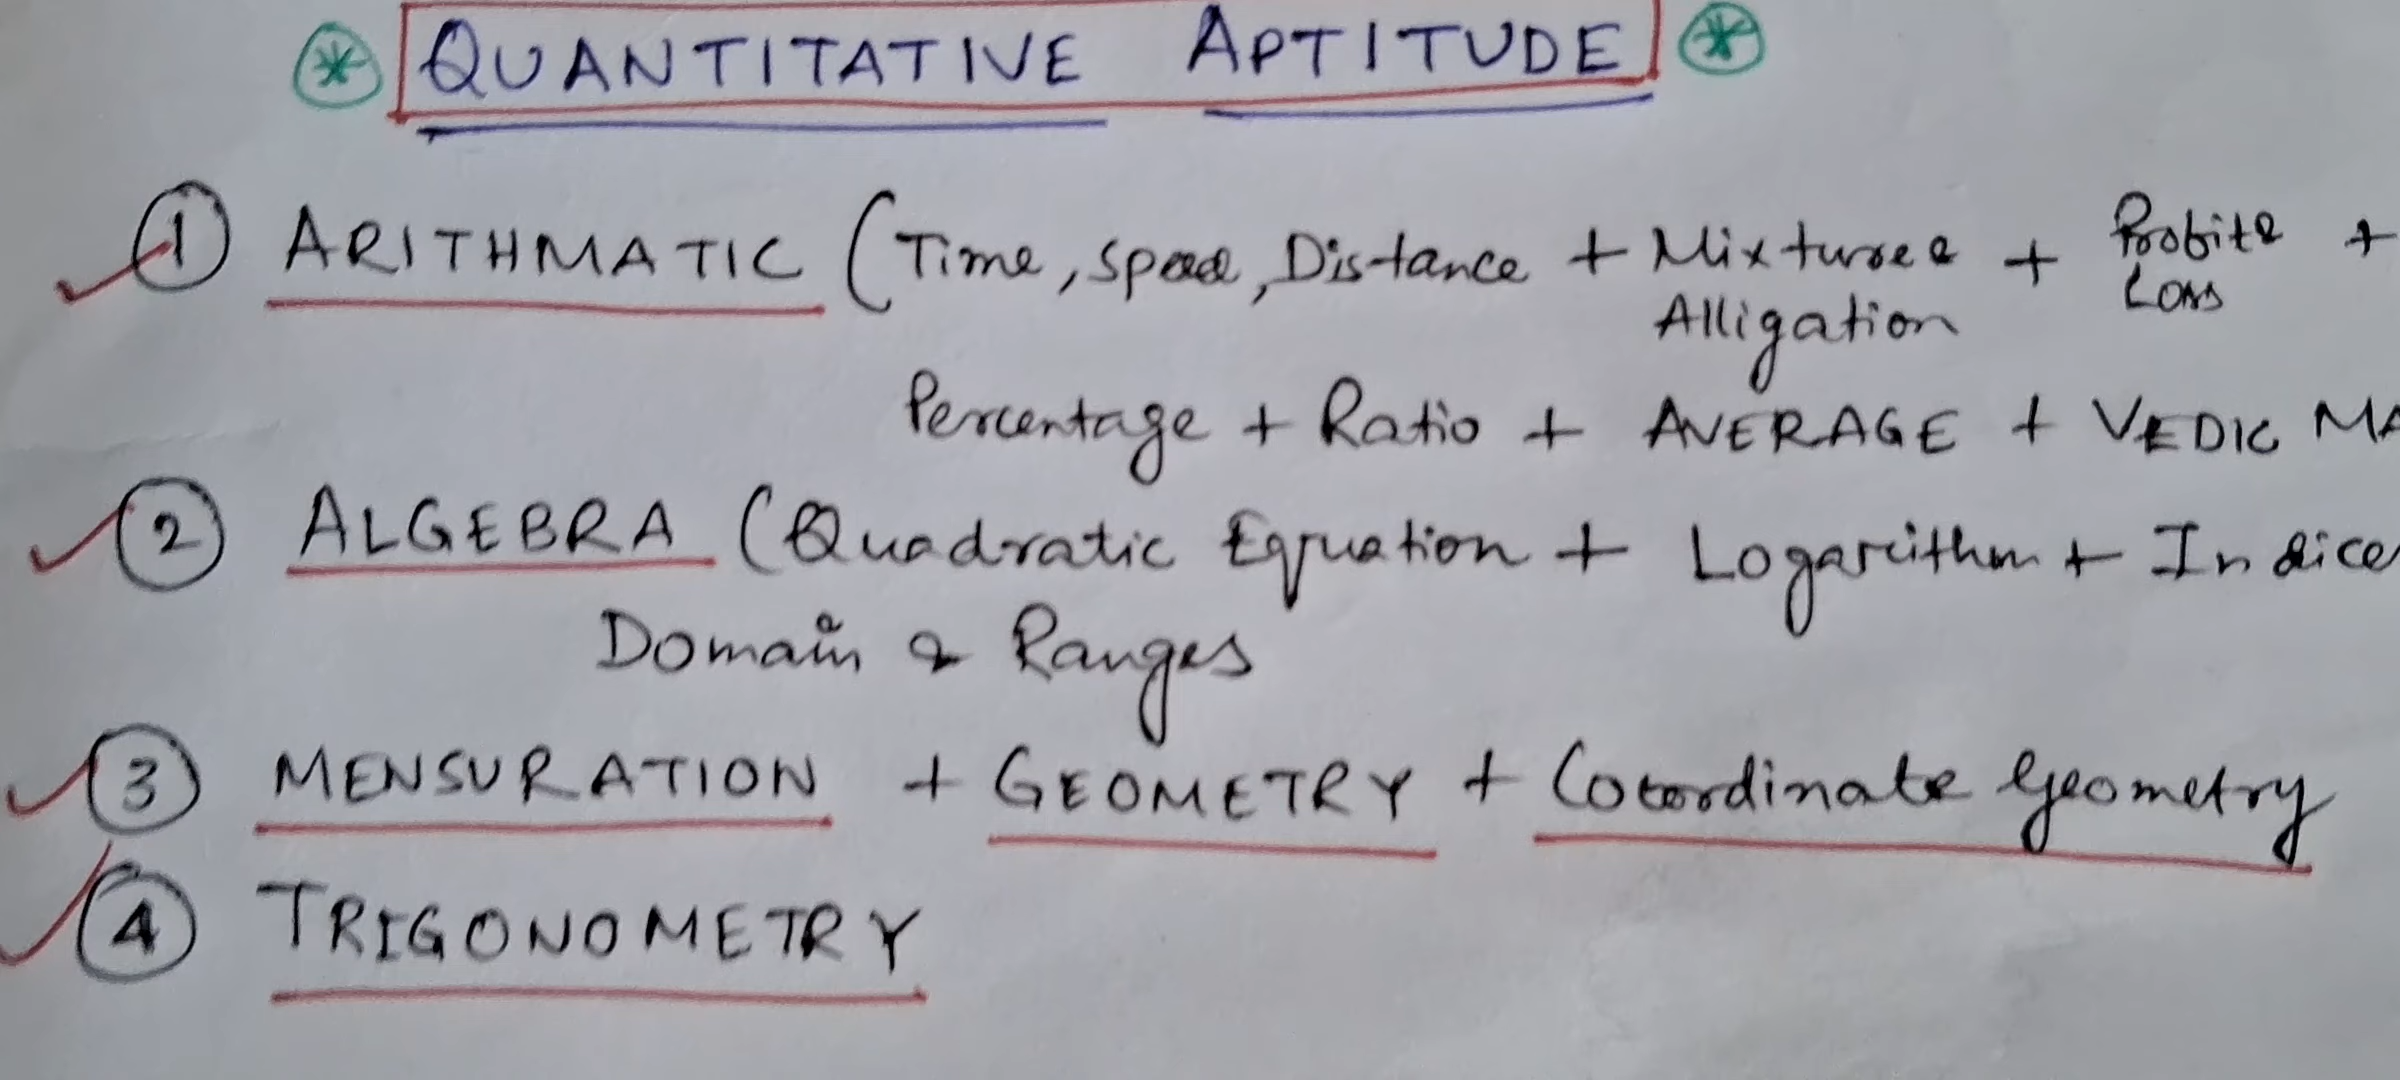 QUANTITATIVE APTITUDE
1 ARITHMATIC (Time, Speed, Distance + Mixture & + Profit & +
Alligation Loss
Percentage + Ratio + AVERAGE + VEDIC MA
2 ALGEBRA (Quadratic Equation + Logarithm + Indice
Domain & Ranges
3 MENSURATION + GEOMETRY + Coordinate Geometry
4 TRIGONOMETRY